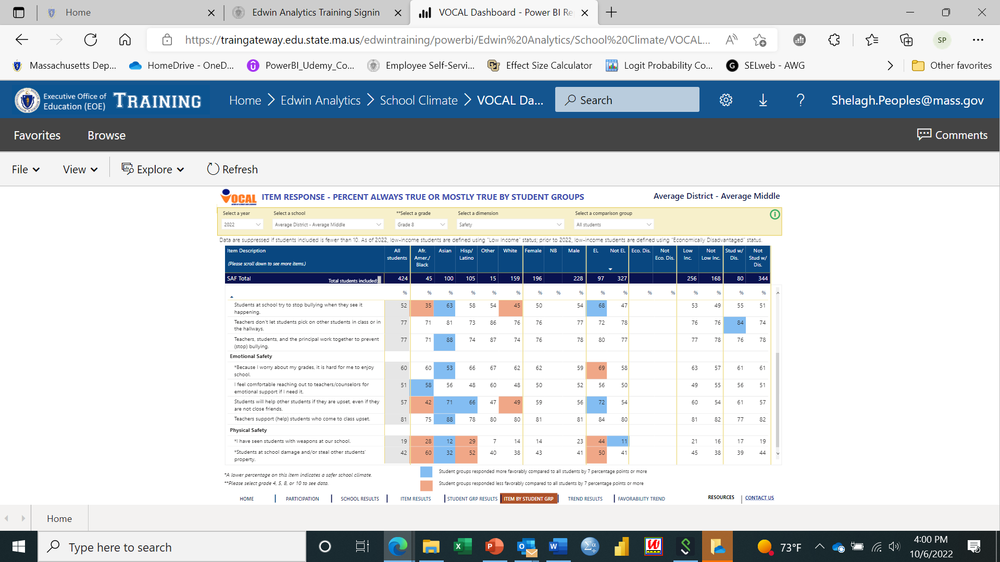 Home
Edwin Analytics Training Signin
VOCAL Dashboard - Power BI Re
https://traingateway.edu.state.ma.us/edwintraining/powerbi/Edwin%20Analytics/School%20Climate/VOCAL...
SP
Massachusetts Dep...
HomeDrive - OneD...
PowerBI_Udemy_Co...
Employee Self-Servi...
Effect Size Calculator
Logit Probability Co...
SELweb - AWG
Other favorites
Executive Office of
Education (EOE)
TRAINING
Home > Edwin Analytics > School Climate > VOCAL Da...
Search
?
Shelagh.Peoples@mass.gov
Favorites Browse
Comments
File View Explore Refresh
VOCAL
ITEM RESPONSE - PERCENT ALWAYS TRUE OR MOSTLY TRUE BY STUDENT GROUPS
Average District - Average Middle
Select a year Select a school **Select a grade Select a dimension Select a comparison group
2022 Average District - Average Middle Grade 8 Safety All students
Data are suppressed if students included is fewer than 10. As of 2022, low-income students are defined using "Low Income" status; prior to 2022, low-income students are defined using "Economically Disadvantaged" status.
Item Description
(Please scroll down to see more items.)
All
students
Afr.
Amer./
Black
Asian
Hisp/
Latino
Other
White
Female
NB
Male
EL
Not EL
Eco. Dis.
Not
Eco. Dis.
Low
Inc.
Not
Low Inc.
Stud w/
Dis.
Not
Stud w/
Dis.
SAF Total Total students included: 424 45 100 105 15 159 196 228 97 327 256 168 80 344
% % % % % % % % % % % % % % % % %
Students at school try to stop bullying when they see it
happening.
52 35 63 58 54 45 50 54 68 47 53 49 55 51
Teachers don't let students pick on other students in class or in
the hallways.
77 71 81 73 86 76 76 77 72 78 76 76 84 74
Teachers, students, and the principal work together to prevent
(stop) bullying.
77 71 88 74 87 74 76 78 80 77 77 78 76 78
Emotional Safety
*Because I worry about my grades, it is hard for me to enjoy
school.
60 60 53 66 67 62 62 59 69 58 63 57 61 61
I feel comfortable reaching out to teachers/counselors for
emotional support if I need it.
51 58 56 48 60 48 50 52 56 50 49 55 56 51
Students will help other students if they are upset, even if they
are not close friends.
57 42 71 66 47 49 59 56 72 54 60 54 61 57
Teachers support (help) students who come to class upset.
81 75 88 78 80 80 81 81 84 80 81 82 77 82
Physical Safety
*I have seen students with weapons at our school.
19 28 12 29 7 14 14 23 44 11 21 16 17 19
*Students at school damage and/or steal other students'
property.
42 60 32 52 40 38 43 41 50 41 45 38 39 44
*A lower percentage on this item indicates a safer school climate.
**Please select grade 4, 5, 8, or 10 to see data.
Student groups responded more favorably compared to all students by 7 percentage points or more
Student groups responded less favorably compared to all students by 7 percentage points or more
HOME PARTICIPATION SCHOOL RESULTS ITEM RESULTS STUDENT GRP RESULTS ITEM BY STUDENT GRP TREND RESULTS FAVORABILITY TREND RESOURCES CONTACT US
Home
Type here to search
73°F
4:00 PM
10/6/2022